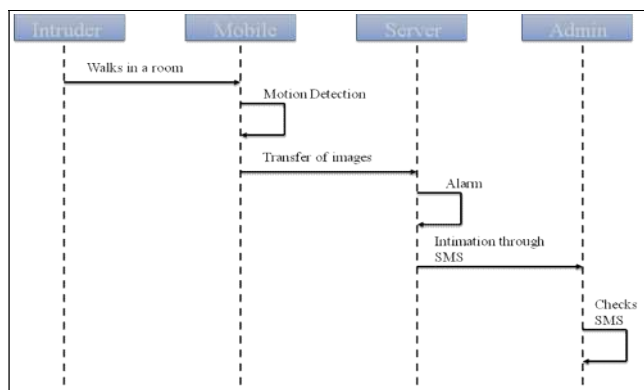 Intruder Mobile Server Admin
Walks in a room
Motion Detection
Transfer of images
Alarm
Intimation through
SMS
Checks
SMS